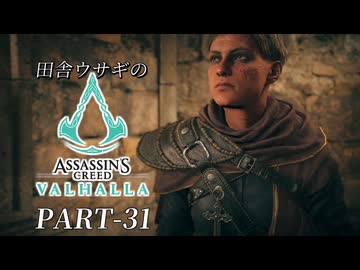 田舎ウサギの
ASSASSIN'S
CREED
VALHALLA
PART-31